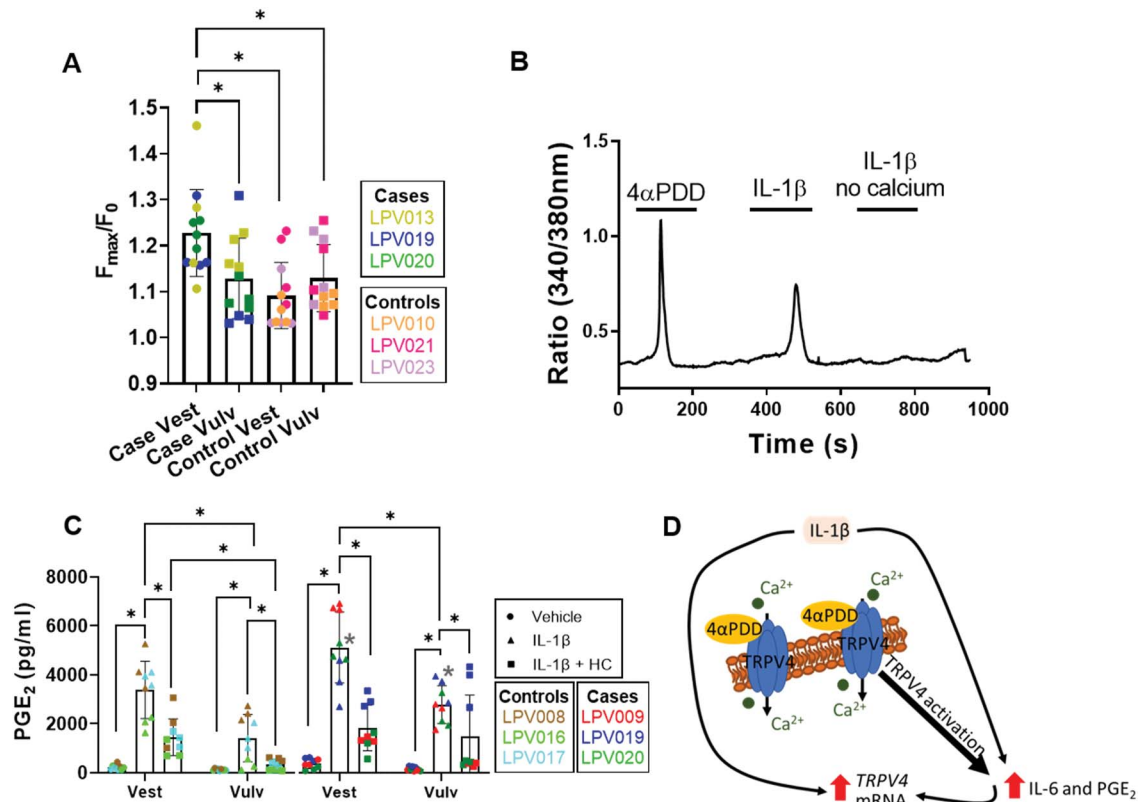 A
*
*
*
1.5
1.4
1.3
1.2
1.1
1.0
0.9
Fmax/F0
Case Vest
Case Vulv
Control Vest
Control Vulv
Cases
LPV013
LPV019
LPV020
Controls
LPV010
LPV021
LPV023
B
1.5
1.0
0.5
Ratio (340/380nm)
4αPDD
IL-1β
IL-1β
no calcium
0
200
400
600
800
1000
Time (s)
C
*
*
*
*
*
*
*
*
*
*
*
*
*
8000
6000
4000
2000
0
PGE2 (pg/ml)
Vest
Vulv
Vest
Vulv
Vehicle
IL-1β
IL-1β + HC
Controls
LPV008
LPV016
LPV017
Cases
LPV009
LPV019
LPV020
D
IL-1β
Ca2+
Ca2+
4αPDD
4αPDD
TRPV4
TRPV4
Ca2+
Ca2+
TRPV4 activation
TRPV4
mRNA
IL-6 and PGE2